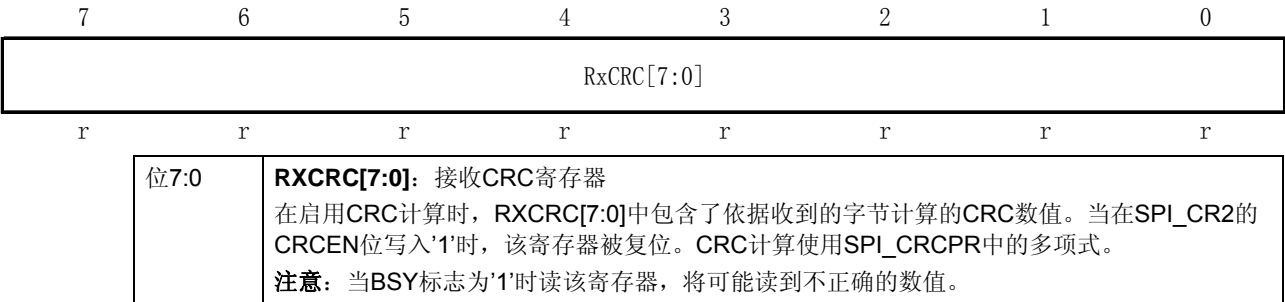 7 6 5 4 3 2 1 0
RxCRC[7:0]
r r r r r r r r
位7:0 RXCRC[7:0]：接收CRC寄存器
在启用CRC计算时，RXCRC[7:0]中包含了依据收到的字节计算的CRC数值。当在SPI_CR2的
CRCEN位写入’1’时，该寄存器被复位。CRC计算使用SPI_CRCPR中的多项式。
注意：当BSY标志为’1’时读该寄存器，将可能读到不正确的数值。